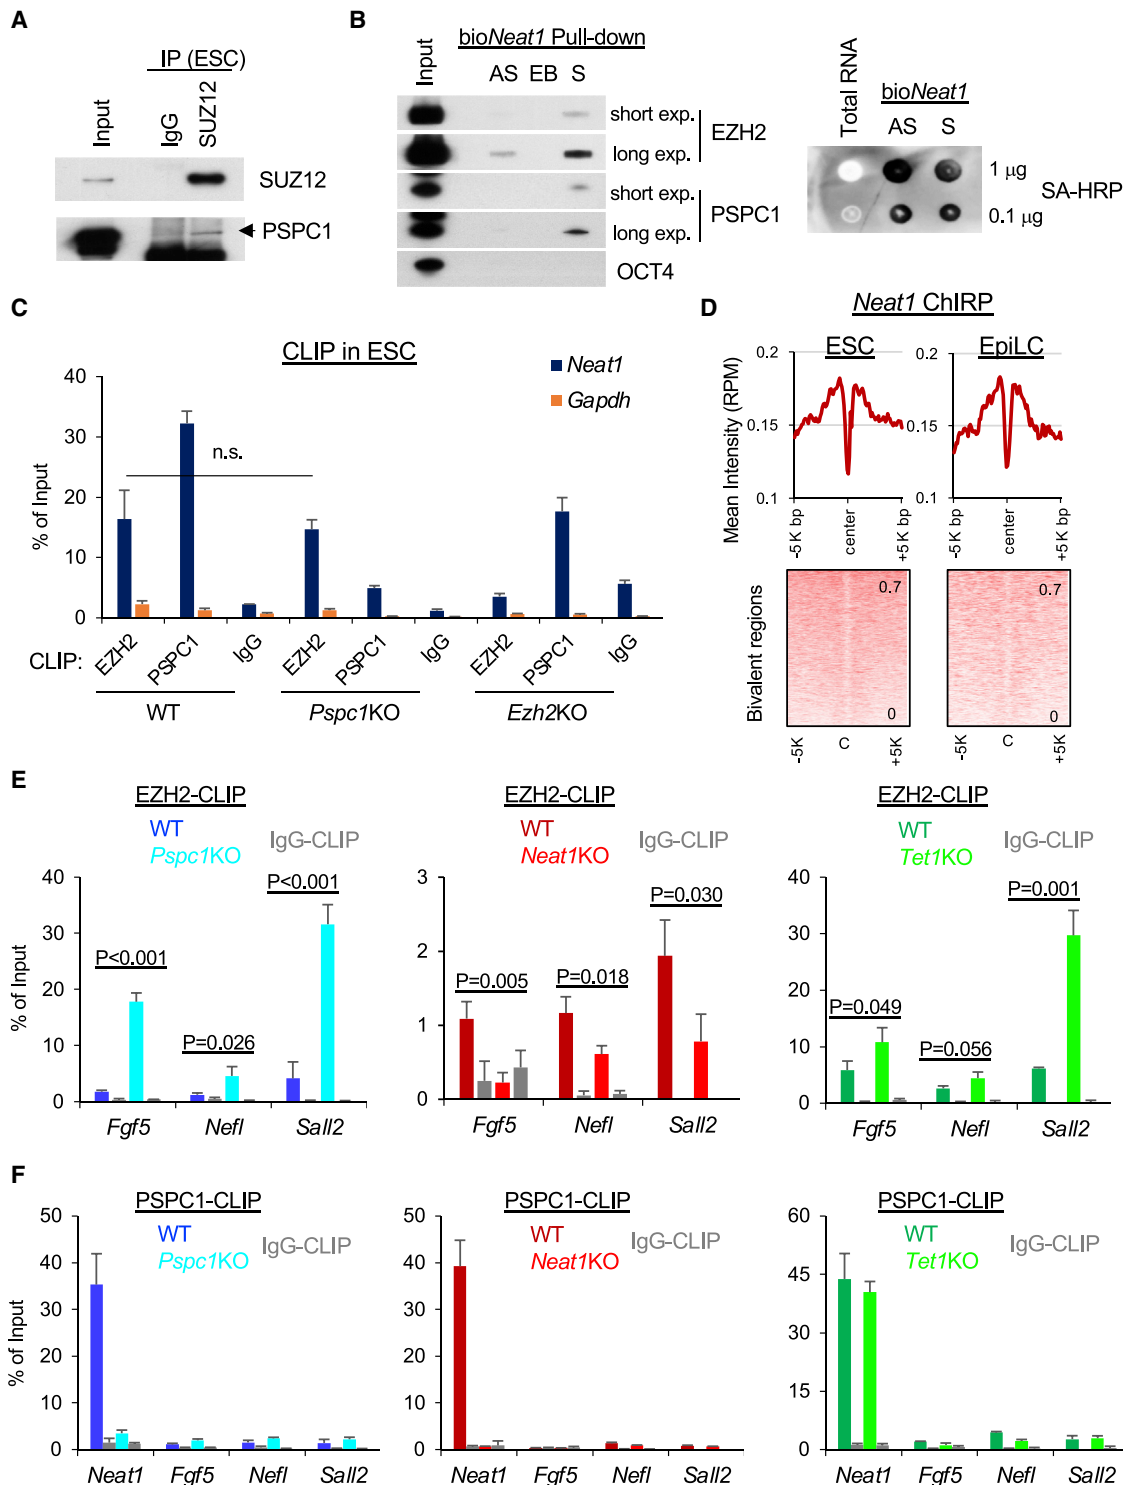 A
IP (ESC)
Input
IgG
SUZ12
SUZ12
PSPC1
B
bioNeat1 Pull-down
Input
AS EB S
short exp.
long exp.
EZH2
short exp.
long exp.
PSPC1
OCT4
Total RNA
bioNeat1
AS S
1 µg
0.1 µg
SA-HRP
C
CLIP in ESC
Neat1
Gapdh
n.s.
% of Input
40
30
20
10
0
CLIP:
EZH2 PSPC1 IgG EZH2 PSPC1 IgG EZH2 PSPC1 IgG
WT Pspc1KO Ezh2KO
D
Neat1 ChIRP
ESC EpiLC
Mean Intensity (RPM)
0.2 0.2
0.15 0.15
0.1 0.1
-5K bp center +5K bp -5K bp center +5K bp
Bivalent regions
0.7 0.7
0 0
-5K C +5K -5K C +5K
E
EZH2-CLIP
WT
Pspc1KO
IgG-CLIP
% of Input
40
30
20
10
0
P<0.001
P=0.026
P<0.001
Fgf5 Nefl Sall2
EZH2-CLIP
WT
Neat1KO
IgG-CLIP
3
2
1
0
P=0.005
P=0.018
P=0.030
Fgf5 Nefl Sall2
EZH2-CLIP
WT
Tet1KO
IgG-CLIP
40
30
20
10
0
P=0.049
P=0.056
P=0.001
Fgf5 Nefl Sall2
F
PSPC1-CLIP
WT
Pspc1KO
IgG-CLIP
% of Input
50
40
30
20
10
0
Neat1 Fgf5 Nefl Sall2
PSPC1-CLIP
WT
Neat1KO
IgG-CLIP
50
40
30
20
10
0
Neat1 Fgf5 Nefl Sall2
PSPC1-CLIP
WT
Tet1KO
IgG-CLIP
60
45
30
15
0
Neat1 Fgf5 Nefl Sall2